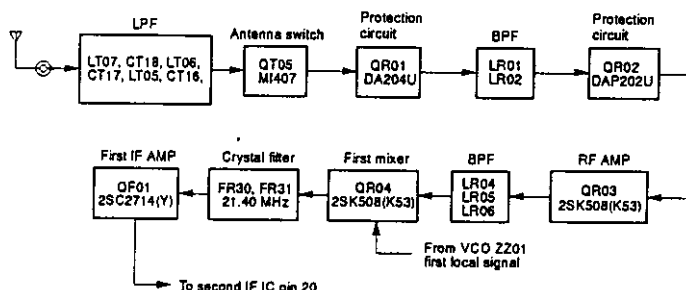 LPF
LT07, CT18, LT06,
CT17, LT05, CT16,
Antenna switch
QT05
MI407
Protection
circuit
QR01
DA204U
BPF
LR01
LR02
Protection
circuit
QR02
DAP202U
First IF AMP
QF01
2SC2714(Y)
Crystal filter
FR30, FR31
21.40 MHz
First mixer
QR04
2SK508(K53)
BPF
LR04
LR05
LR06
RF AMP
QR03
2SK508(K53)
From VCO ZZ01
first local signal
To second IF IC pin 20